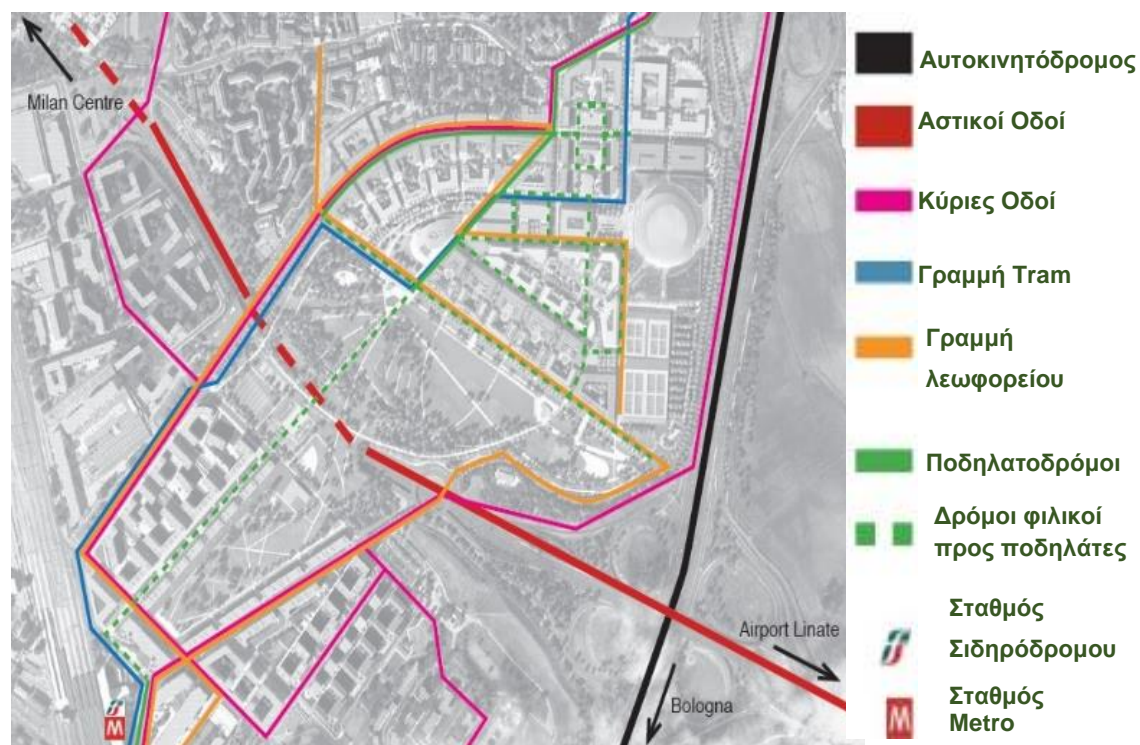 Milan Centre
Airport Linate
Bologna
M
Αυτοκινητόδρομος
Αστικοί Οδοί
Κύριες Οδοί
Γραμμή Tram
Γραμμή
λεωφορείου
Ποδηλατοδρόμοι
Δρόμοι φιλικοί
προς ποδηλάτες
Σταθμός
Σιδηρόδρομου
M
Σταθμός
Metro